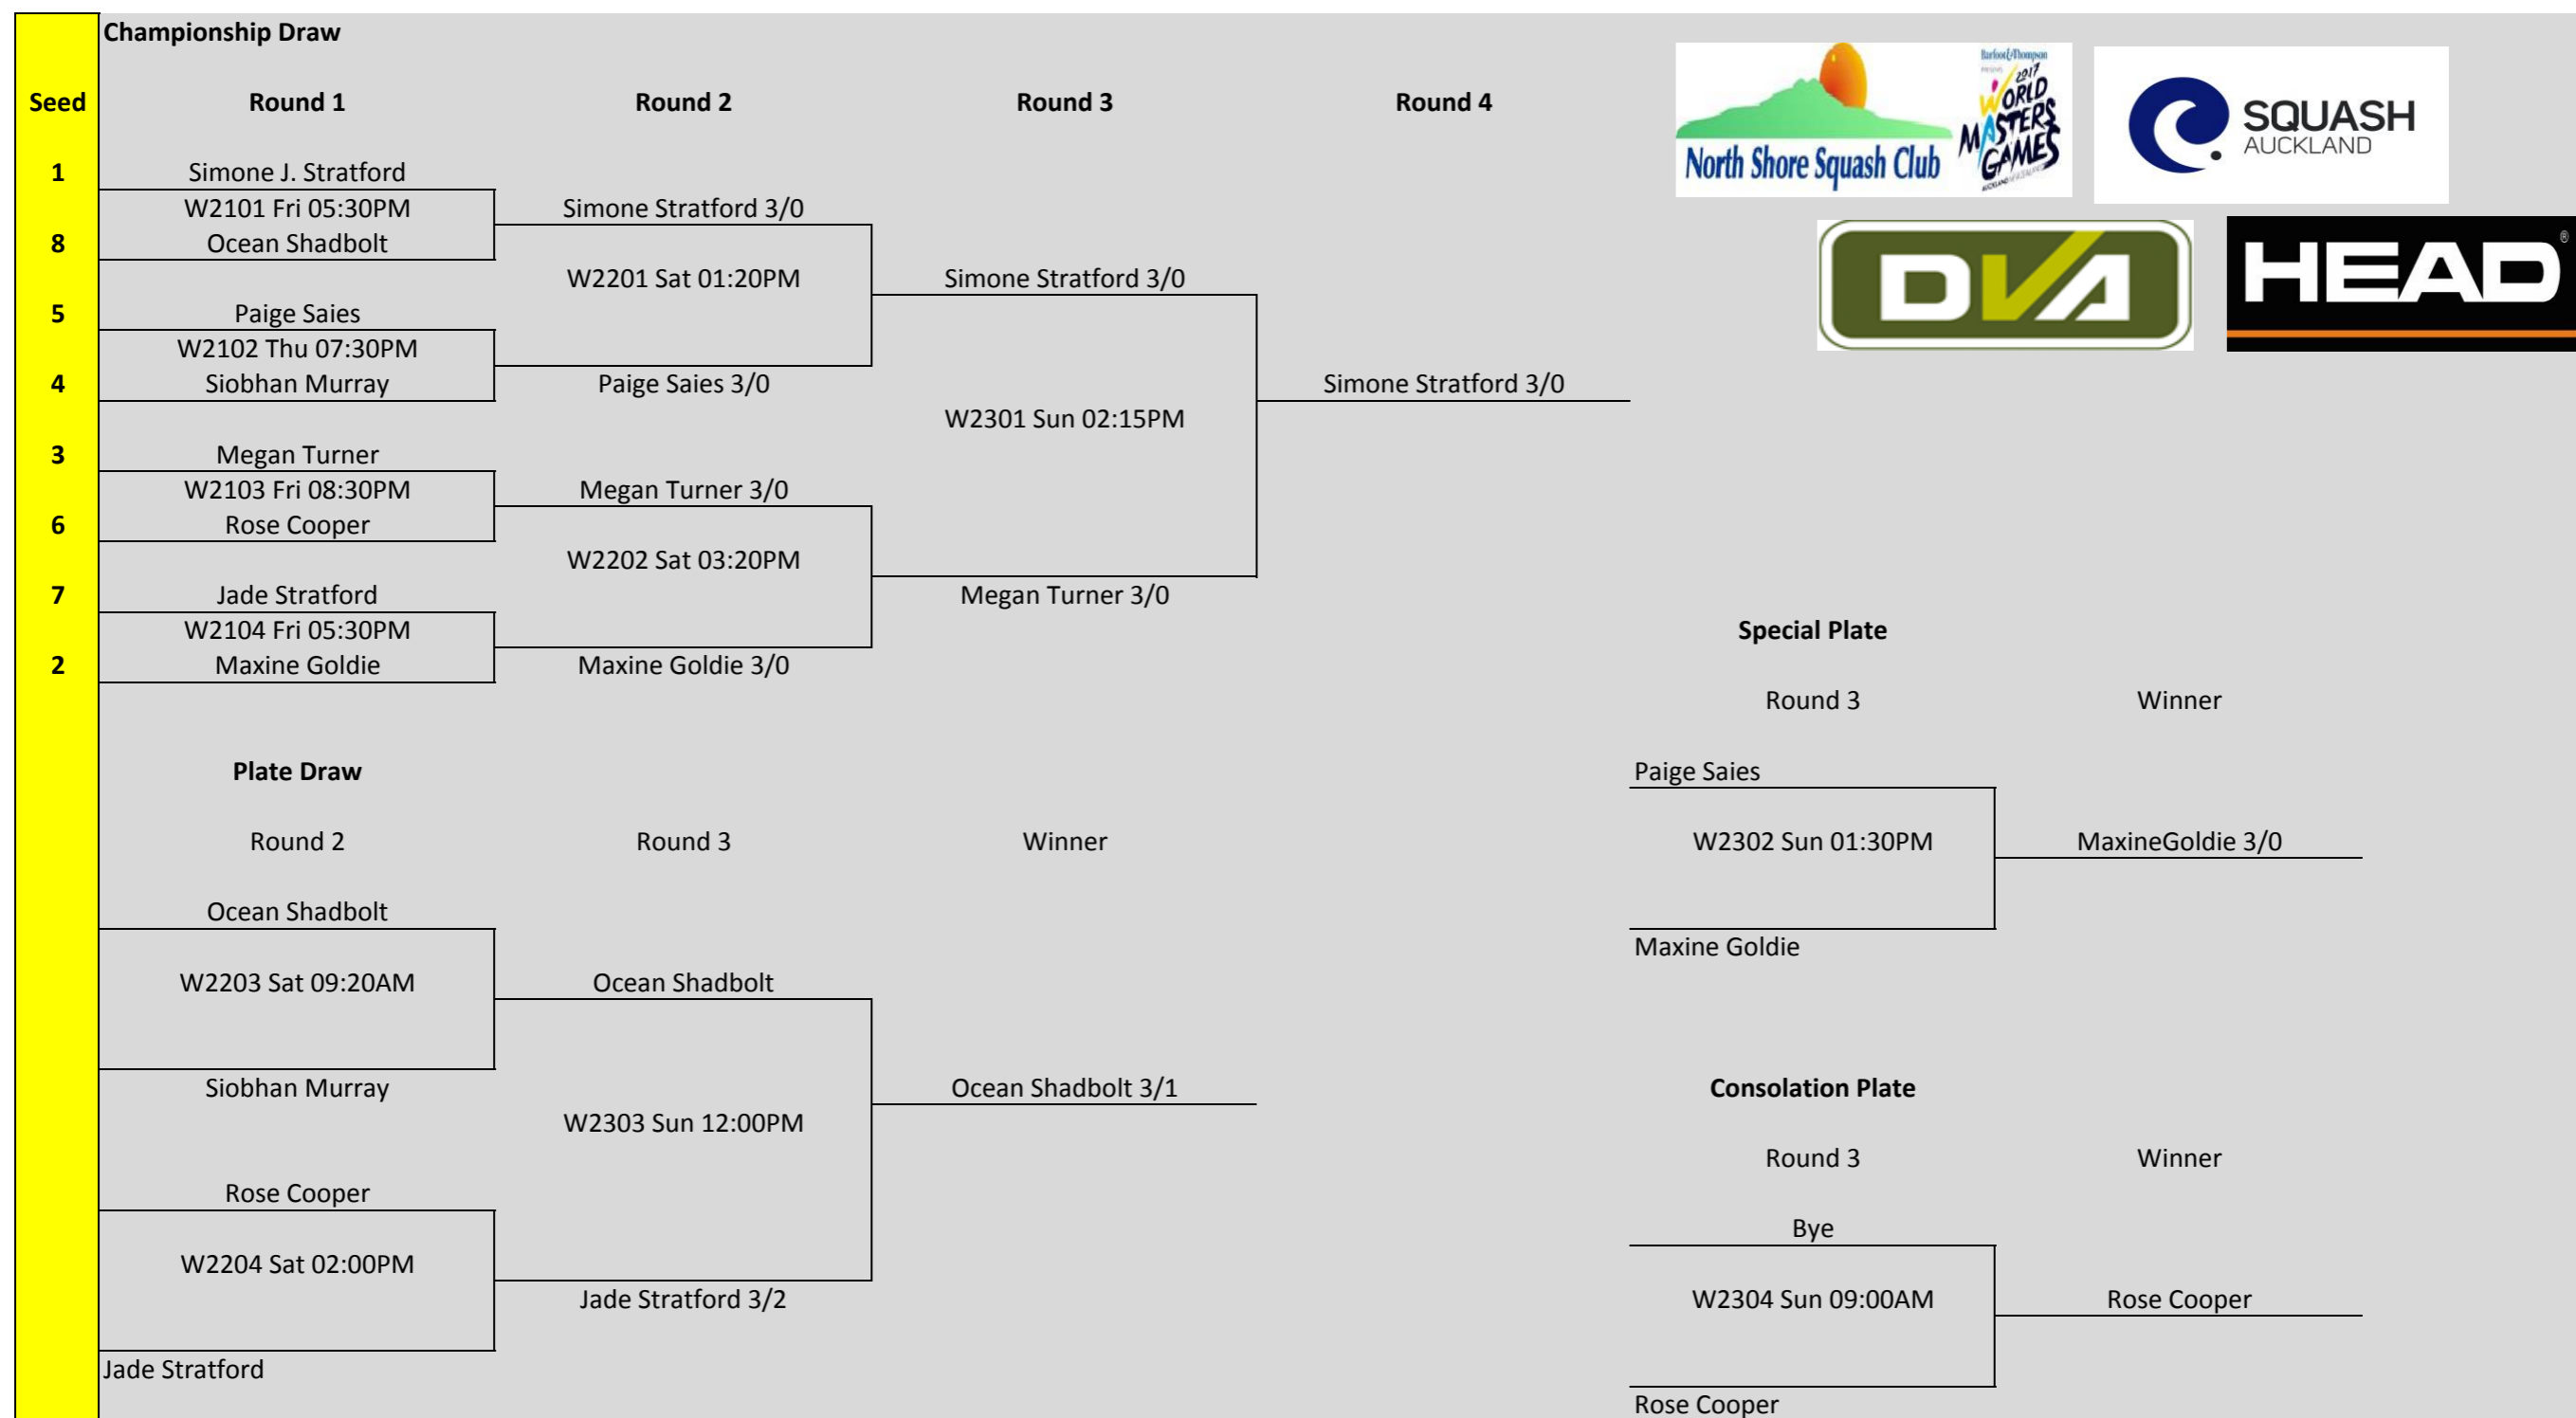 Championship Draw
Seed Round 1 Round 2 Round 3 Round 4
Barfoot&Thompson
2017
WORLD
MASTERS
GAMES
North Shore Squash Club
SQUASH
AUCKLAND
DVA
HEAD®
1 Simone J. Stratford
W2101 Fri 05:30PM Simone Stratford 3/0
8 Ocean Shadbolt
W2201 Sat 01:20PM Simone Stratford 3/0
5 Paige Saies
W2102 Thu 07:30PM
4 Siobhan Murray Paige Saies 3/0 Simone Stratford 3/0
W2301 Sun 02:15PM
3 Megan Turner
W2103 Fri 08:30PM Megan Turner 3/0
6 Rose Cooper
W2202 Sat 03:20PM
7 Jade Stratford Megan Turner 3/0
W2104 Fri 05:30PM
2 Maxine Goldie Maxine Goldie 3/0
Special Plate
Round 3 Winner
Paige Saies
W2302 Sun 01:30PM MaxineGoldie 3/0
Maxine Goldie
Plate Draw
Round 2 Round 3 Winner
Ocean Shadbolt
W2203 Sat 09:20AM Ocean Shadbolt
Siobhan Murray Ocean Shadbolt 3/1
W2303 Sun 12:00PM
Rose Cooper
W2204 Sat 02:00PM
Jade Stratford 3/2
Jade Stratford
Consolation Plate
Round 3 Winner
Bye
W2304 Sun 09:00AM Rose Cooper
Rose Cooper